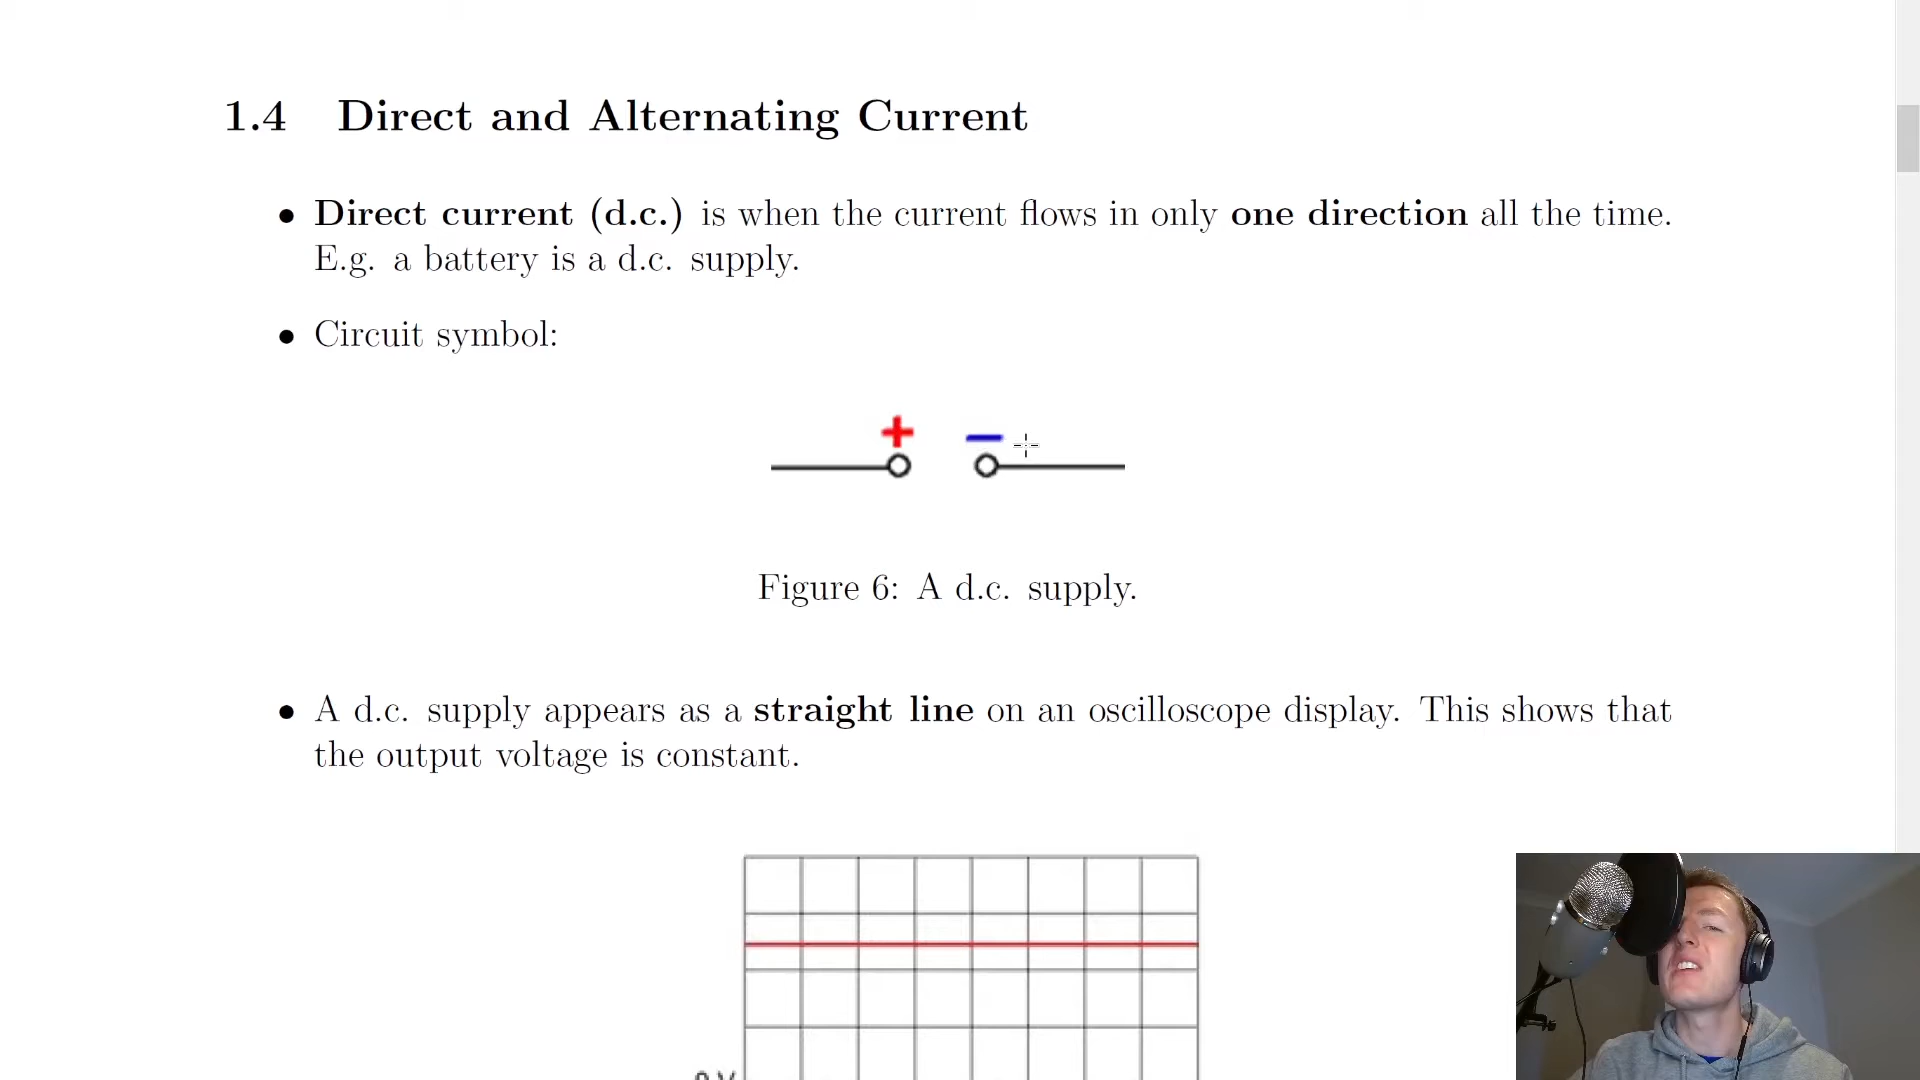 1.4 Direct and Alternating Current
• Direct current (d.c.) is when the current flows in only one direction all the time.
E.g. a battery is a d.c. supply.
• Circuit symbol:
+ −
Figure 6: A d.c. supply.
• A d.c. supply appears as a straight line on an oscilloscope display. This shows that
the output voltage is constant.